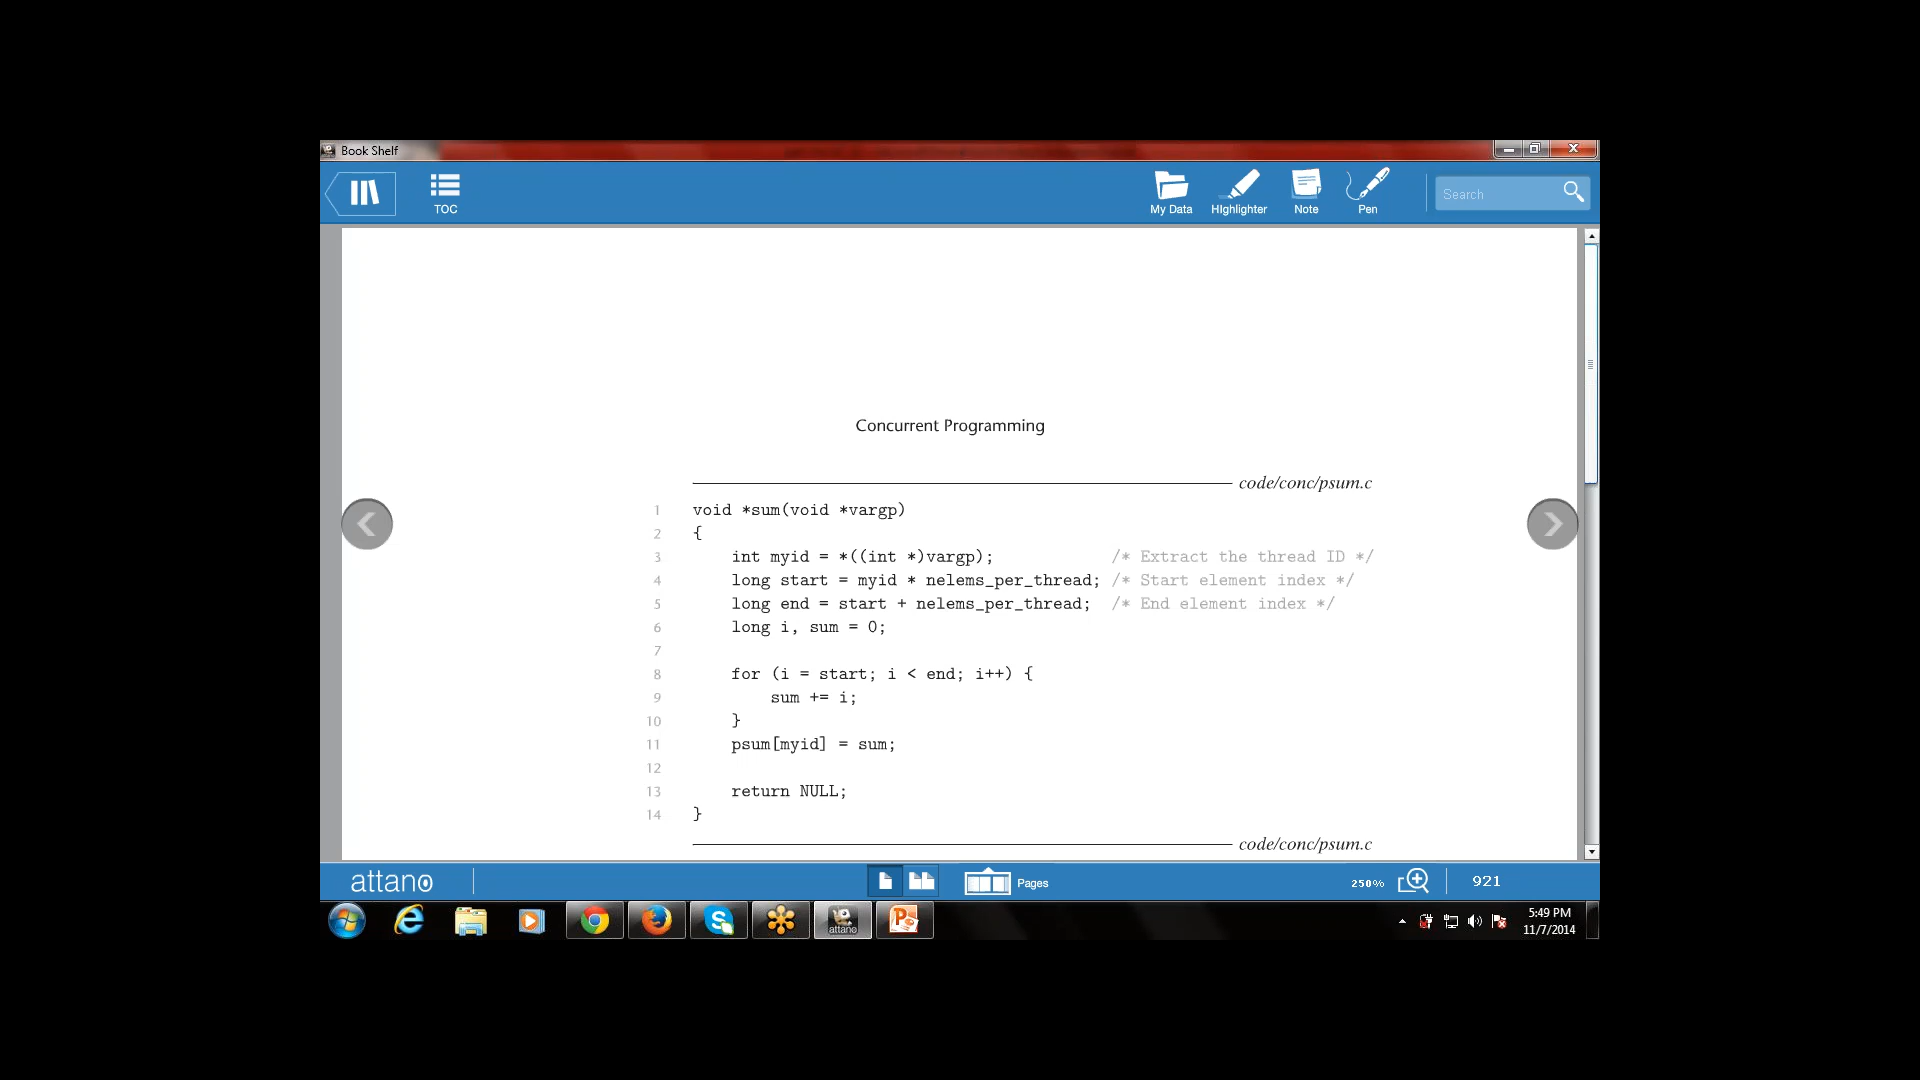 Book Shelf
TOC
My Data
HIghlighter
Note
Pen
Search
Concurrent Programming
code/conc/psum.c
1 void *sum(void *vargp)
2 {
3 int myid = *((int *)vargp); /* Extract the thread ID */
4 long start = myid * nelems_per_thread; /* Start element index */
5 long end = start + nelems_per_thread; /* End element index */
6 long i, sum = 0;
7
8 for (i = start; i < end; i++) {
9 sum += i;
10 }
11 psum[myid] = sum;
12
13 return NULL;
14 }
code/conc/psum.c
attano
Pages
250%
921
attano
5:49 PM
11/7/2014